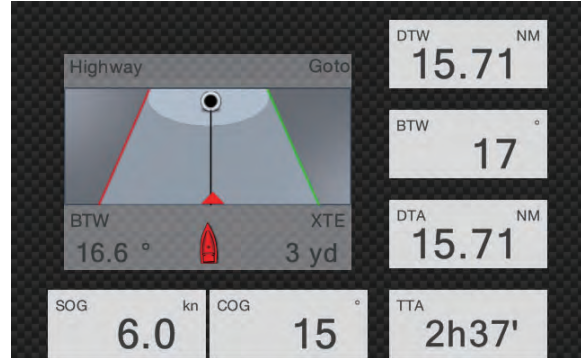 Highway Goto
BTW XTE
16.6 ° 3 yd
DTW NM
15.71
BTW °
17
DTA NM
15.71
SOG kn
6.0
COG °
15
TTA
2h37'